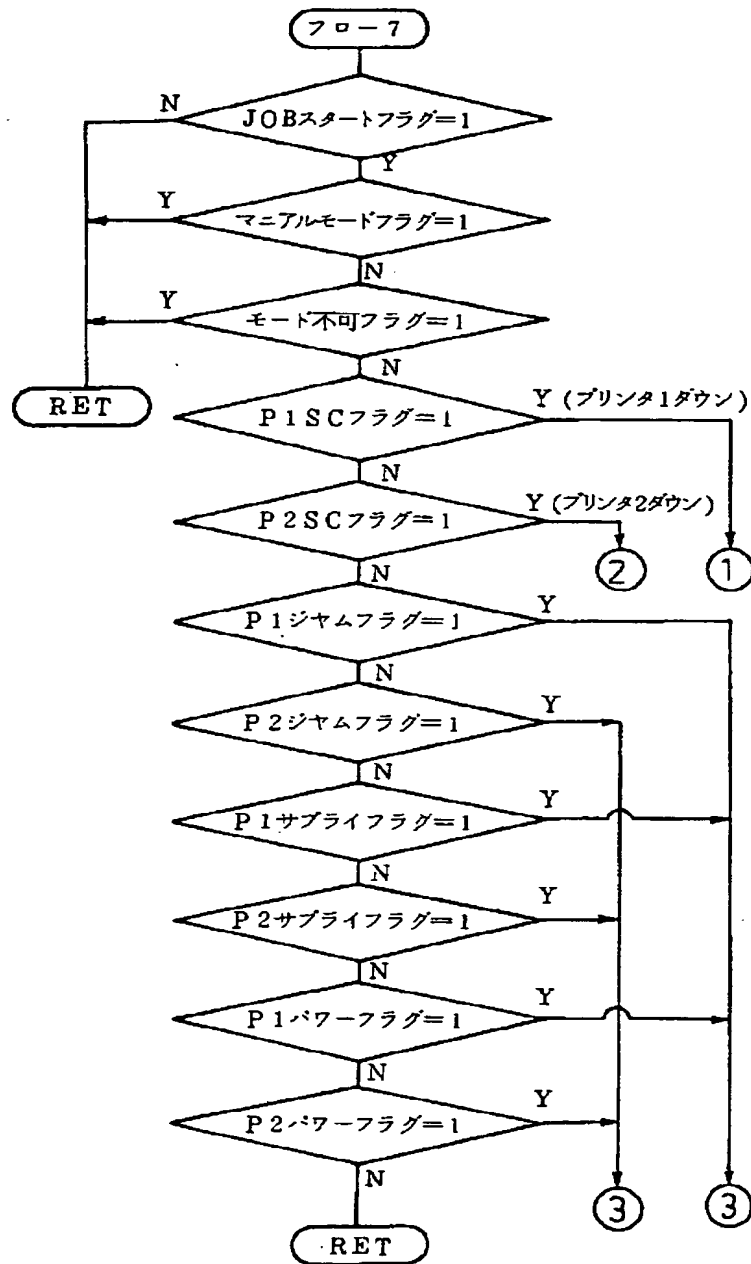 フロー7
N
JOBスタートフラグ=1
Y
Y
マニアルモードフラグ=1
N
Y
モード不可フラグ=1
N
RET
P1SCフラグ=1
Y (プリンタ1ダウン)
N
P2SCフラグ=1
Y (プリンタ2ダウン)
② ①
N
P1ジヤムフラグ=1
Y
N
P2ジヤムフラグ=1
Y
N
P1サプライフラグ=1
Y
N
P2サプライフラグ=1
Y
N
P1パワーフラグ=1
Y
N
P2パワーフラグ=1
Y
N
③ ③
RET